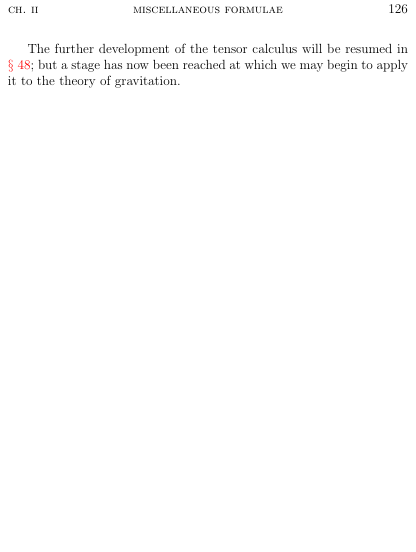 CH. II MISCELLANEOUS FORMULAE 126
The further development of the tensor calculus will be resumed in
§ 48; but a stage has now been reached at which we may begin to apply
it to the theory of gravitation.